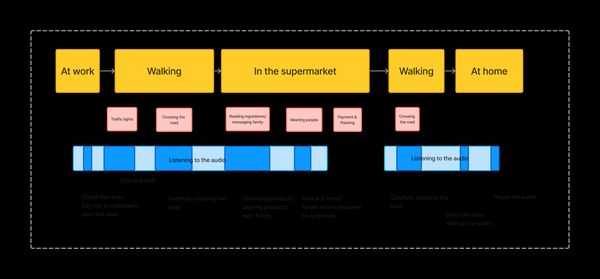 At work
Walking
In the supermarket
Walking
At home
Traffic lights
Crossing the
road
Reading ingredients/
messaging family
Meeting people
Payment &
Packing
Crossing
the road
Listening to the audio
Listening to the audio
Stop and wait
Check the route
Say bye to colleagues
open the door
Carefully crossing the
road
Choosing products
sharing products
with family
Notice a friend
forget where you were
be surprised
Carefully crossing the
road
Open the door
walk up the stairs
Pause the audio